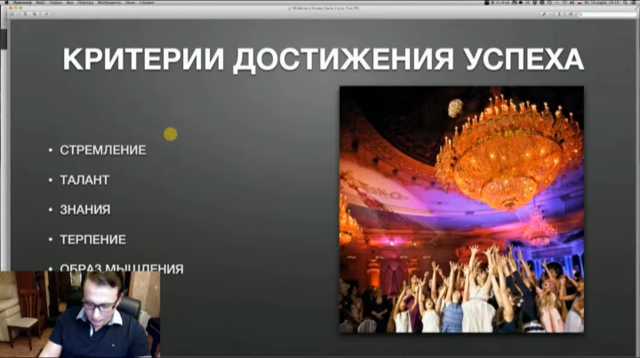 КРИТЕРИИ ДОСТИЖЕНИЯ УСПЕХА
• СТРЕМЛЕНИЕ
• ТАЛАНТ
• ЗНАНИЯ
• ТЕРПЕНИЕ
• ОБРАЗ МЫШЛЕНИЯ